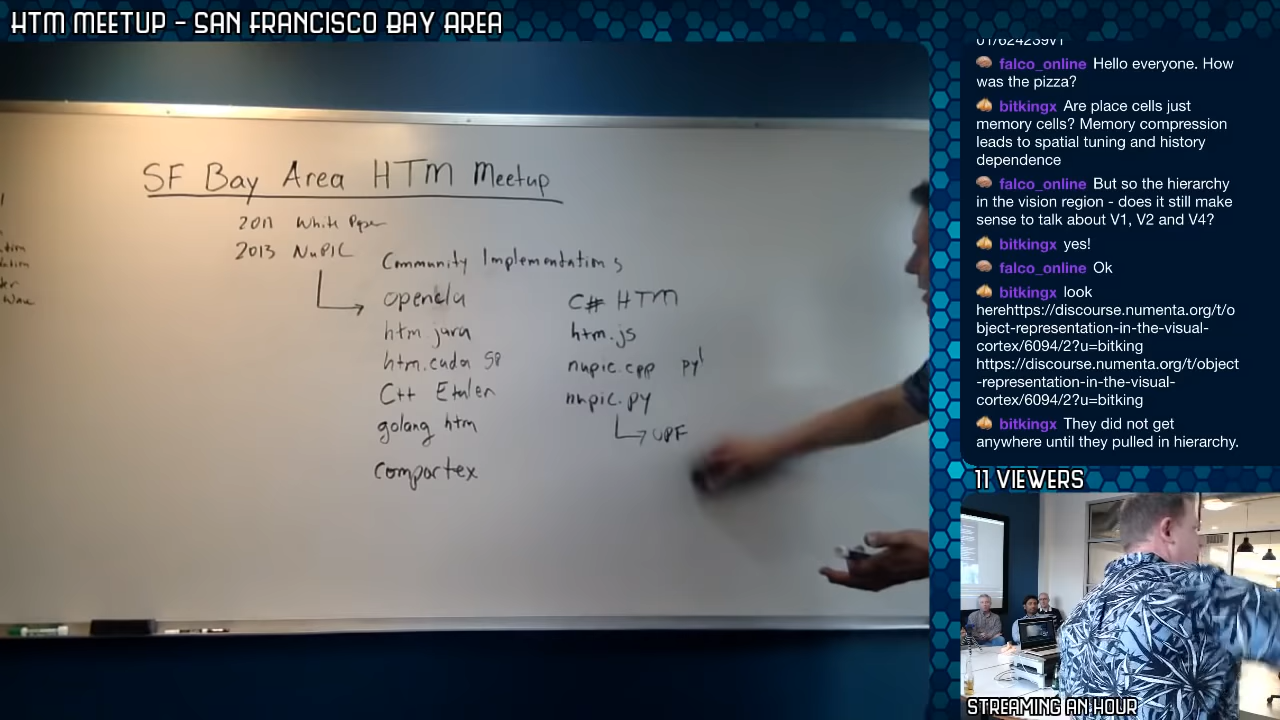 HTM MEETUP - SAN FRANCISCO BAY AREA
SF Bay Area HTM Meetup
2011 White Paper
2013 NuPIC
Community Implementations
openclu
htm java
htm.cuda SP
C++ Etaler
golang htm
comportex
C# HTM
htm.js
nupic.cpp py
nupic.py
UPF
01/624239v1
falco_online Hello everyone. How
was the pizza?
bitkingx Are place cells just
memory cells? Memory compression
leads to spatial tuning and history
dependence
falco_online But so the hierarchy
in the vision region - does it still make
sense to talk about V1, V2 and V4?
bitkingx yes!
falco_online Ok
bitkingx look
herehttps://discourse.numenta.org/t/o
bject-representation-in-the-visual-
cortex/6094/2?u=bitking
https://discourse.numenta.org/t/object
-representation-in-the-visual-
cortex/6094/2?u=bitking
bitkingx They did not get
anywhere until they pulled in hierarchy.
11 VIEWERS
STREAMING AN HOUR